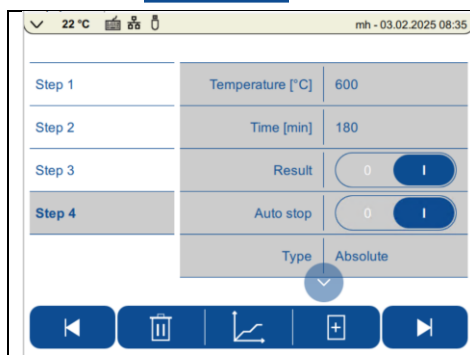 22 °C mh - 03.02.2025 08:35
Step 1 Temperature [°C] 600
Step 2 Time [min] 180
Step 3 Result 0 I
Step 4 Auto stop 0 I
Type Absolute